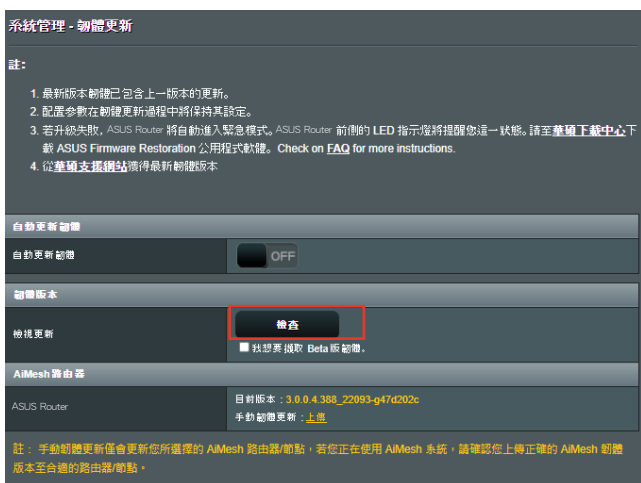 系統管理 - 韌體更新
註:
1. 最新版本韌體已包含上一版本的更新。
2. 配置參數在韌體更新過程中將保持其設定。
3. 若升級失敗, ASUS Router 將自動進入緊急模式。ASUS Router 前側的 LED 指示燈將提醒您這一狀態。請至華碩下載中心下
載 ASUS Firmware Restoration 公用程式軟體。 Check on FAQ for more instructions.
4. 從華碩支援網站獲得最新韌體版本
自動更新韌體
自動更新韌體
OFF
韌體版本
檢視更新
檢查
我想要擷取 Beta 版韌體。
AiMesh 路由器
ASUS Router
目前版本 : 3.0.0.4.388_22093-g47d202c
手動韌體更新 : 上傳
註 : 手動韌體更新僅會更新您所選擇的 AiMesh 路由器/節點,若您正在使用 AiMesh 系統,請確認您上傳正確的 AiMesh 韌體
版本至合適的路由器/節點。